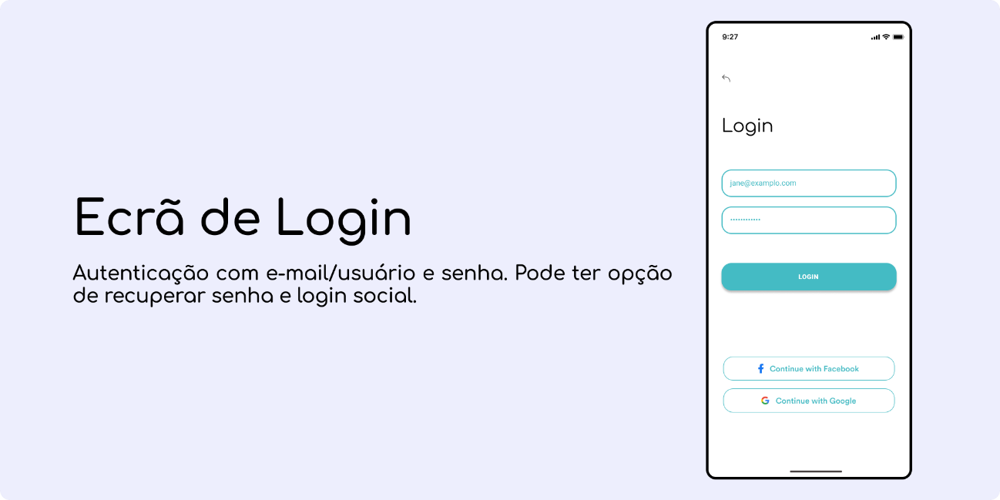 Ecrã de Login
Autenticação com e-mail/usuário e senha. Pode ter opção
de recuperar senha e login social.
9:27
Login
jane@examplo.com
••••••••••••
LOGIN
Continue with Facebook
Continue with Google